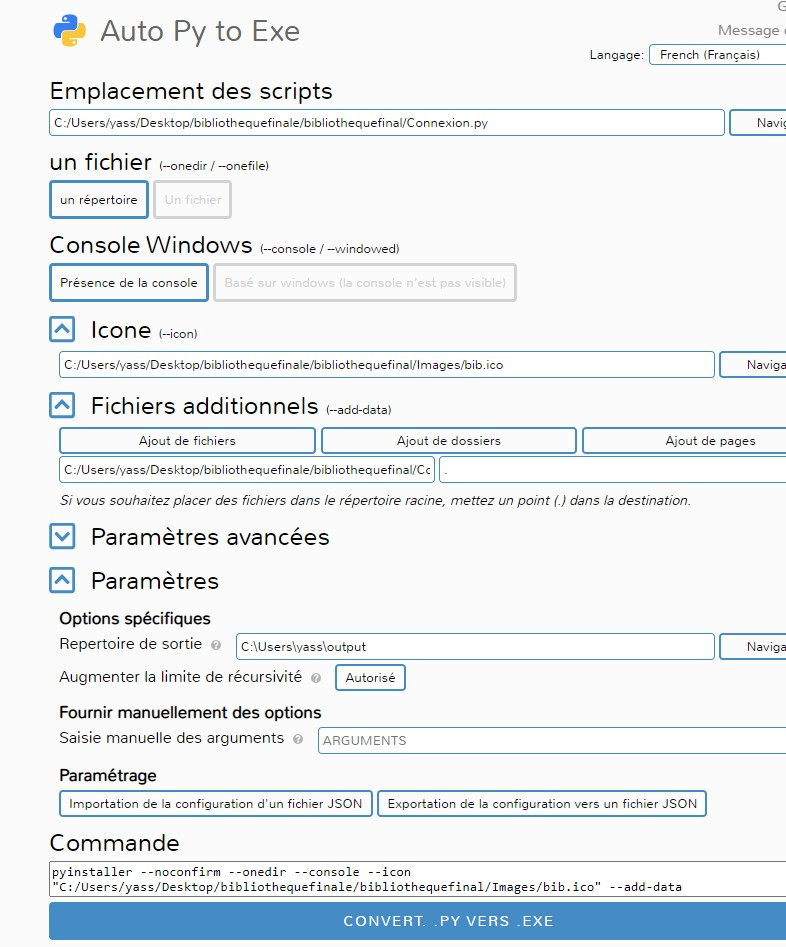 Auto Py to Exe
Message
Langage: French (Français)
Emplacement des scripts
C:/Users/yass/Desktop/bibliothequefinale/bibliothequefinal/Connexion.py
un fichier (--onedir / --onefile)
un répertoire Un fichier
Console Windows (--console / --windowed)
Présence de la console Basé sur windows (la console n'est pas visible)
Icone (--icon)
C:/Users/yass/Desktop/bibliothequefinale/bibliothequefinal/Images/bib.ico
Fichiers additionnels (--add-data)
Ajout de fichiers Ajout de dossiers Ajout de pages
C:/Users/yass/Desktop/bibliothequefinale/bibliothequefinal/Cc .
Si vous souhaitez placer des fichiers dans le répertoire racine, mettez un point (.) dans la destination.
Paramètres avancées
Paramètres
Options spécifiques
Repertoire de sortie C:\Users\yass\output
Augmenter la limite de récursivité Autorisé
Fournir manuellement des options
Saisie manuelle des arguments ARGUMENTS
Paramétrage
Importation de la configuration d'un fichier JSON Exportation de la configuration vers un fichier JSON
Commande
pyinstaller --noconfirm --onedir --console --icon
"C:/Users/yass/Desktop/bibliothequefinale/bibliothequefinal/Images/bib.ico" --add-data
CONVERT. .PY VERS .EXE